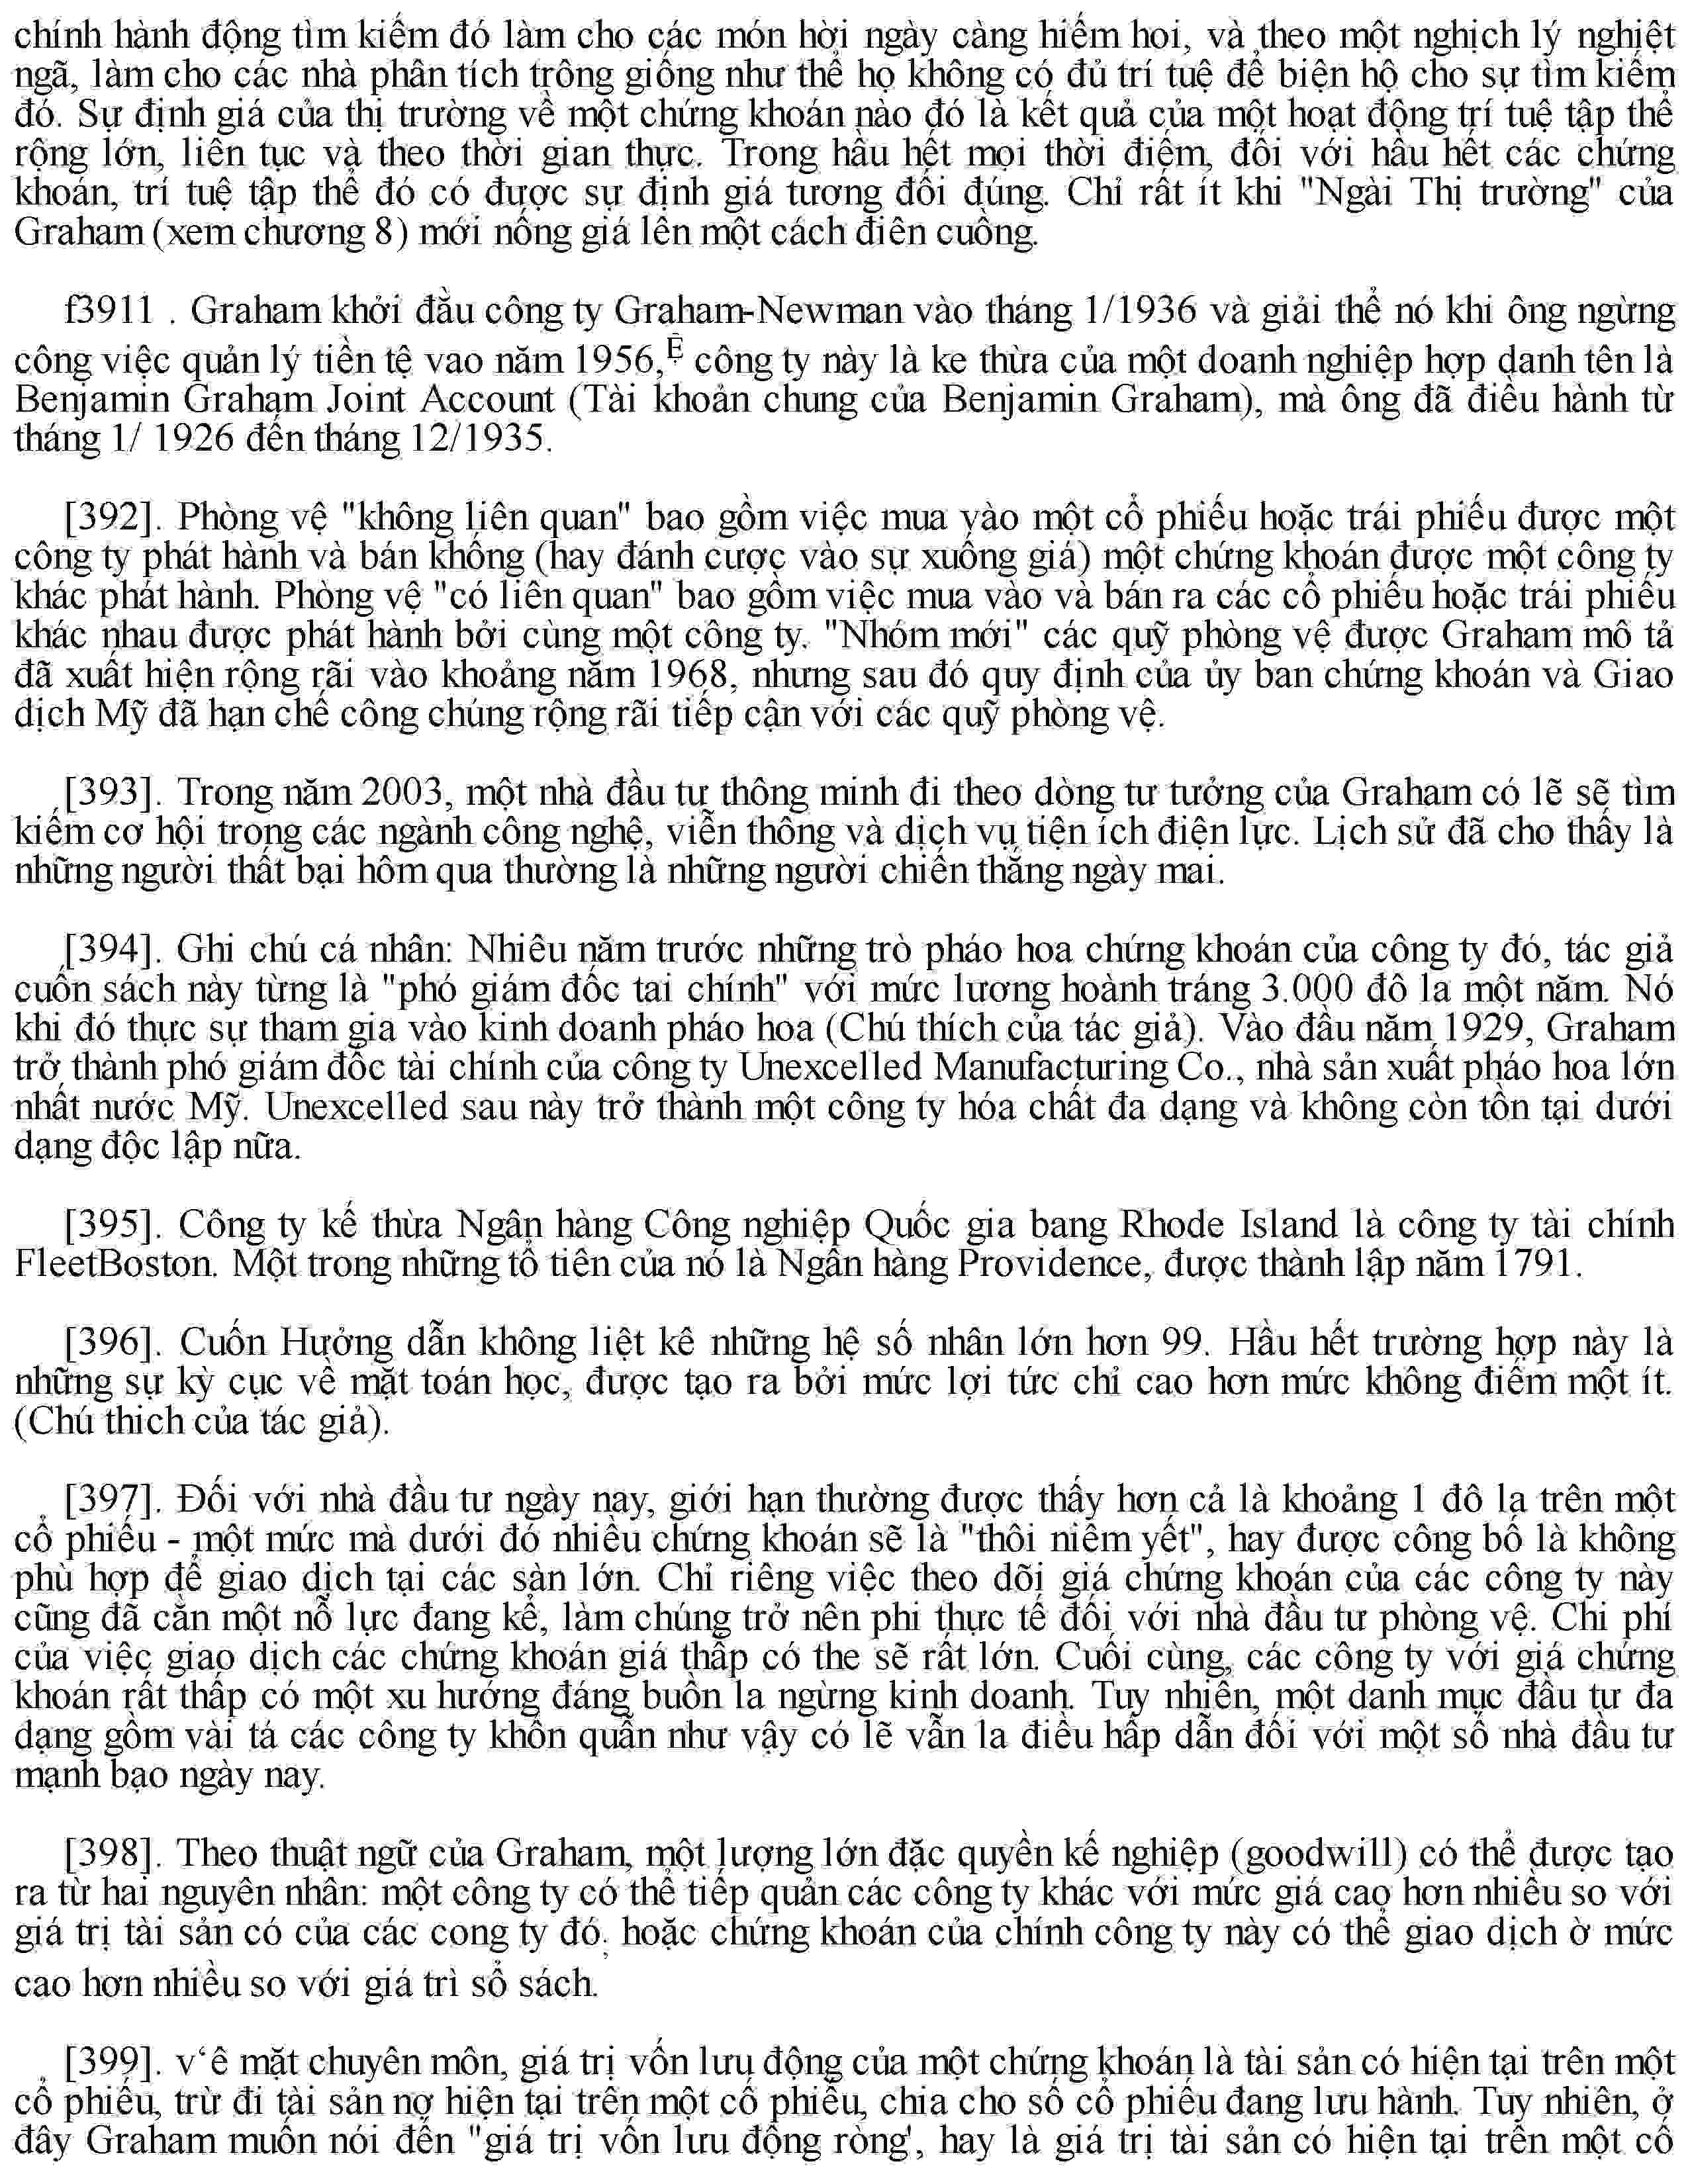 chính hành động tìm kiếm đó làm cho các món hời ngày càng hiếm hoi, và theo một nghịch lý nghiệt
ngã, làm cho các nhà phân tích trông giống như thể họ không có đủ trí tuệ để biện hộ cho sự tìm kiếm
đó. Sự định giá của thị trường về một chứng khoán nào đó là kết quả của một hoạt động trí tuệ tập thể
rộng lớn, liên tục và theo thời gian thực. Trong hầu hết mọi thời điểm, đối với hầu hết các chứng
khoán, trí tuệ tập thể đó có được sự định giá tương đối đúng. Chỉ rất ít khi "Ngài Thị trường" của
Graham (xem chương 8) mới nống giá lên một cách điên cuồng.
f3911 . Graham khởi đầu công ty Graham-Newman vào tháng 1/1936 và giải thể nó khi ông ngừng
công việc quản lý tiền tệ vao năm 1956,Ệ công ty này là ke thừa của một doanh nghiệp hợp danh tên là
Benjamin Graham Joint Account (Tài khoản chung của Benjamin Graham), mà ông đã điều hành từ
tháng 1/ 1926 đến tháng 12/1935.
[392]. Phòng vệ "không liên quan" bao gồm việc mua vào một cổ phiếu hoặc trái phiếu được một
công ty phát hành và bán khống (hay đánh cược vào sự xuống giá) một chứng khoán được một công ty
khác phát hành. Phòng vệ "có liên quan" bao gồm việc mua vào và bán ra các cổ phiếu hoặc trái phiếu
khác nhau được phát hành bởi cùng một công ty. "Nhóm mới" các quỹ phòng vệ được Graham mô tả
đã xuất hiện rộng rãi vào khoảng năm 1968, nhưng sau đó quy định của ủy ban chứng khoán và Giao
dịch Mỹ đã hạn chế công chúng rộng rãi tiếp cận với các quỹ phòng vệ.
[393]. Trong năm 2003, một nhà đầu tư thông minh đi theo dòng tư tưởng của Graham có lẽ sẽ tìm
kiếm cơ hội trong các ngành công nghệ, viễn thông và dịch vụ tiện ích điện lực. Lịch sử đã cho thấy là
những người thất bại hôm qua thường là những người chiến thắng ngày mai.
[394]. Ghi chú cá nhân: Nhiêu năm trước những trò pháo hoa chứng khoán của công ty đó, tác giả
cuốn sách này từng là "phó giám đốc tai chính" với mức lương hoành tráng 3.000 đô la một năm. Nó
khi đó thực sự tham gia vào kinh doanh pháo hoa (Chú thích của tác giả). Vào đầu năm 1929, Graham
trở thành phó giám đốc tài chính của công ty Unexcelled Manufacturing Co., nhà sản xuất pháo hoa lớn
nhất nước Mỹ. Unexcelled sau này trở thành một công ty hóa chất đa dạng và không còn tồn tại dưới
dạng độc lập nữa.
[395]. Công ty kế thừa Ngân hàng Công nghiệp Quốc gia bang Rhode Island là công ty tài chính
FleetBoston. Một trong những tổ tiên của nó là Ngân hàng Providence, được thành lập năm 1791.
[396]. Cuốn Hưởng dẫn không liệt kê những hệ số nhân lớn hơn 99. Hầu hết trường hợp này là
những sự kỳ cục về mặt toán học, được tạo ra bởi mức lợi tức chỉ cao hơn mức không điểm một ít.
(Chú thich của tác giả).
[397]. Đối với nhà đầu tư ngày nay, giới hạn thường được thấy hơn cả là khoảng 1 đô la trên một
cổ phiếu - một mức mà dưới đó nhiều chứng khoán sẽ là "thôi niêm yết", hay được công bố là không
phù hợp để giao dịch tại các sàn lớn. Chỉ riêng việc theo dõi giá chứng khoán của các công ty này
cũng đã cần một nỗ lực đang kể, làm chúng trở nên phi thực tế đối với nhà đầu tư phòng vệ. Chi phí
của việc giao dịch các chứng khoán giá thấp có the sẽ rất lớn. Cuối cùng, các công ty với giá chứng
khoán rất thấp có một xu hướng đáng buồn la ngừng kinh doanh. Tuy nhiên, một danh mục đầu tư đa
dạng gồm vài tá các công ty khốn quẫn như vậy có lẽ vẫn la điều hấp dẫn đối với một số nhà đầu tư
mạnh bạo ngày nay.
[398]. Theo thuật ngữ của Graham, một lượng lớn đặc quyền kế nghiệp (goodwill) có thể được tạo
ra từ hai nguyên nhân: một công ty có thể tiếp quản các công ty khác với mức giá cao hơn nhiều so với
giá trị tài sản có của các cong ty đó; hoặc chứng khoán của chính công ty này có thể giao dịch ờ mức
cao hơn nhiều so với giá trì sổ sách.
[399]. v‘ê mặt chuyên môn, giá trị vốn lưu động của một chứng khoán là tài sản có hiện tại trên một
cổ phiếu, trừ đi tài sản nợ hiện tại trên một cổ phiếu, chia cho số cổ phiếu đang lưu hành. Tuy nhiên, ở
đây Graham muốn nói đến "giá trị vốn lưu động ròng', hay là giá trị tài sản có hiện tại trên một cổ